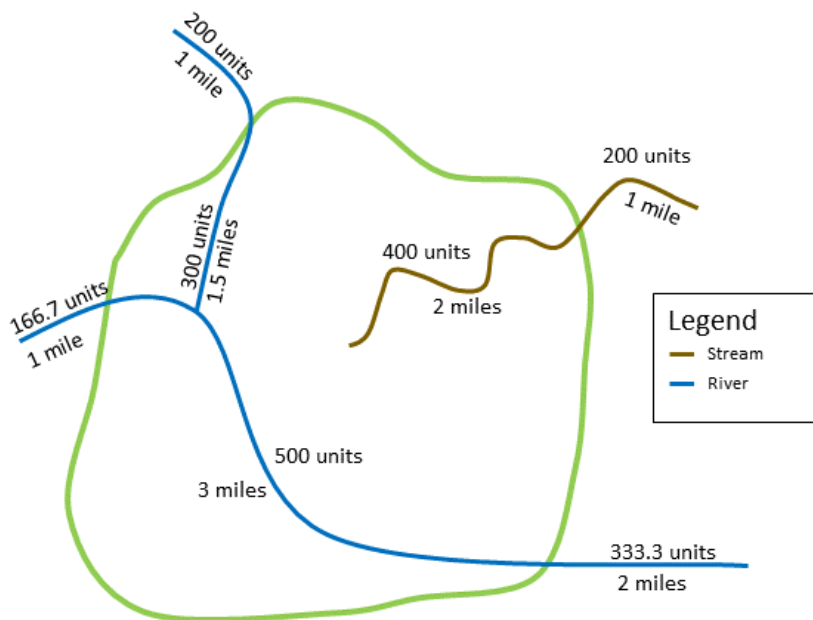 200 units
1 mile
200 units
1 mile
300 units
1.5 miles
400 units
2 miles
166.7 units
1 mile
Legend
Stream
River
500 units
3 miles
333.3 units
2 miles